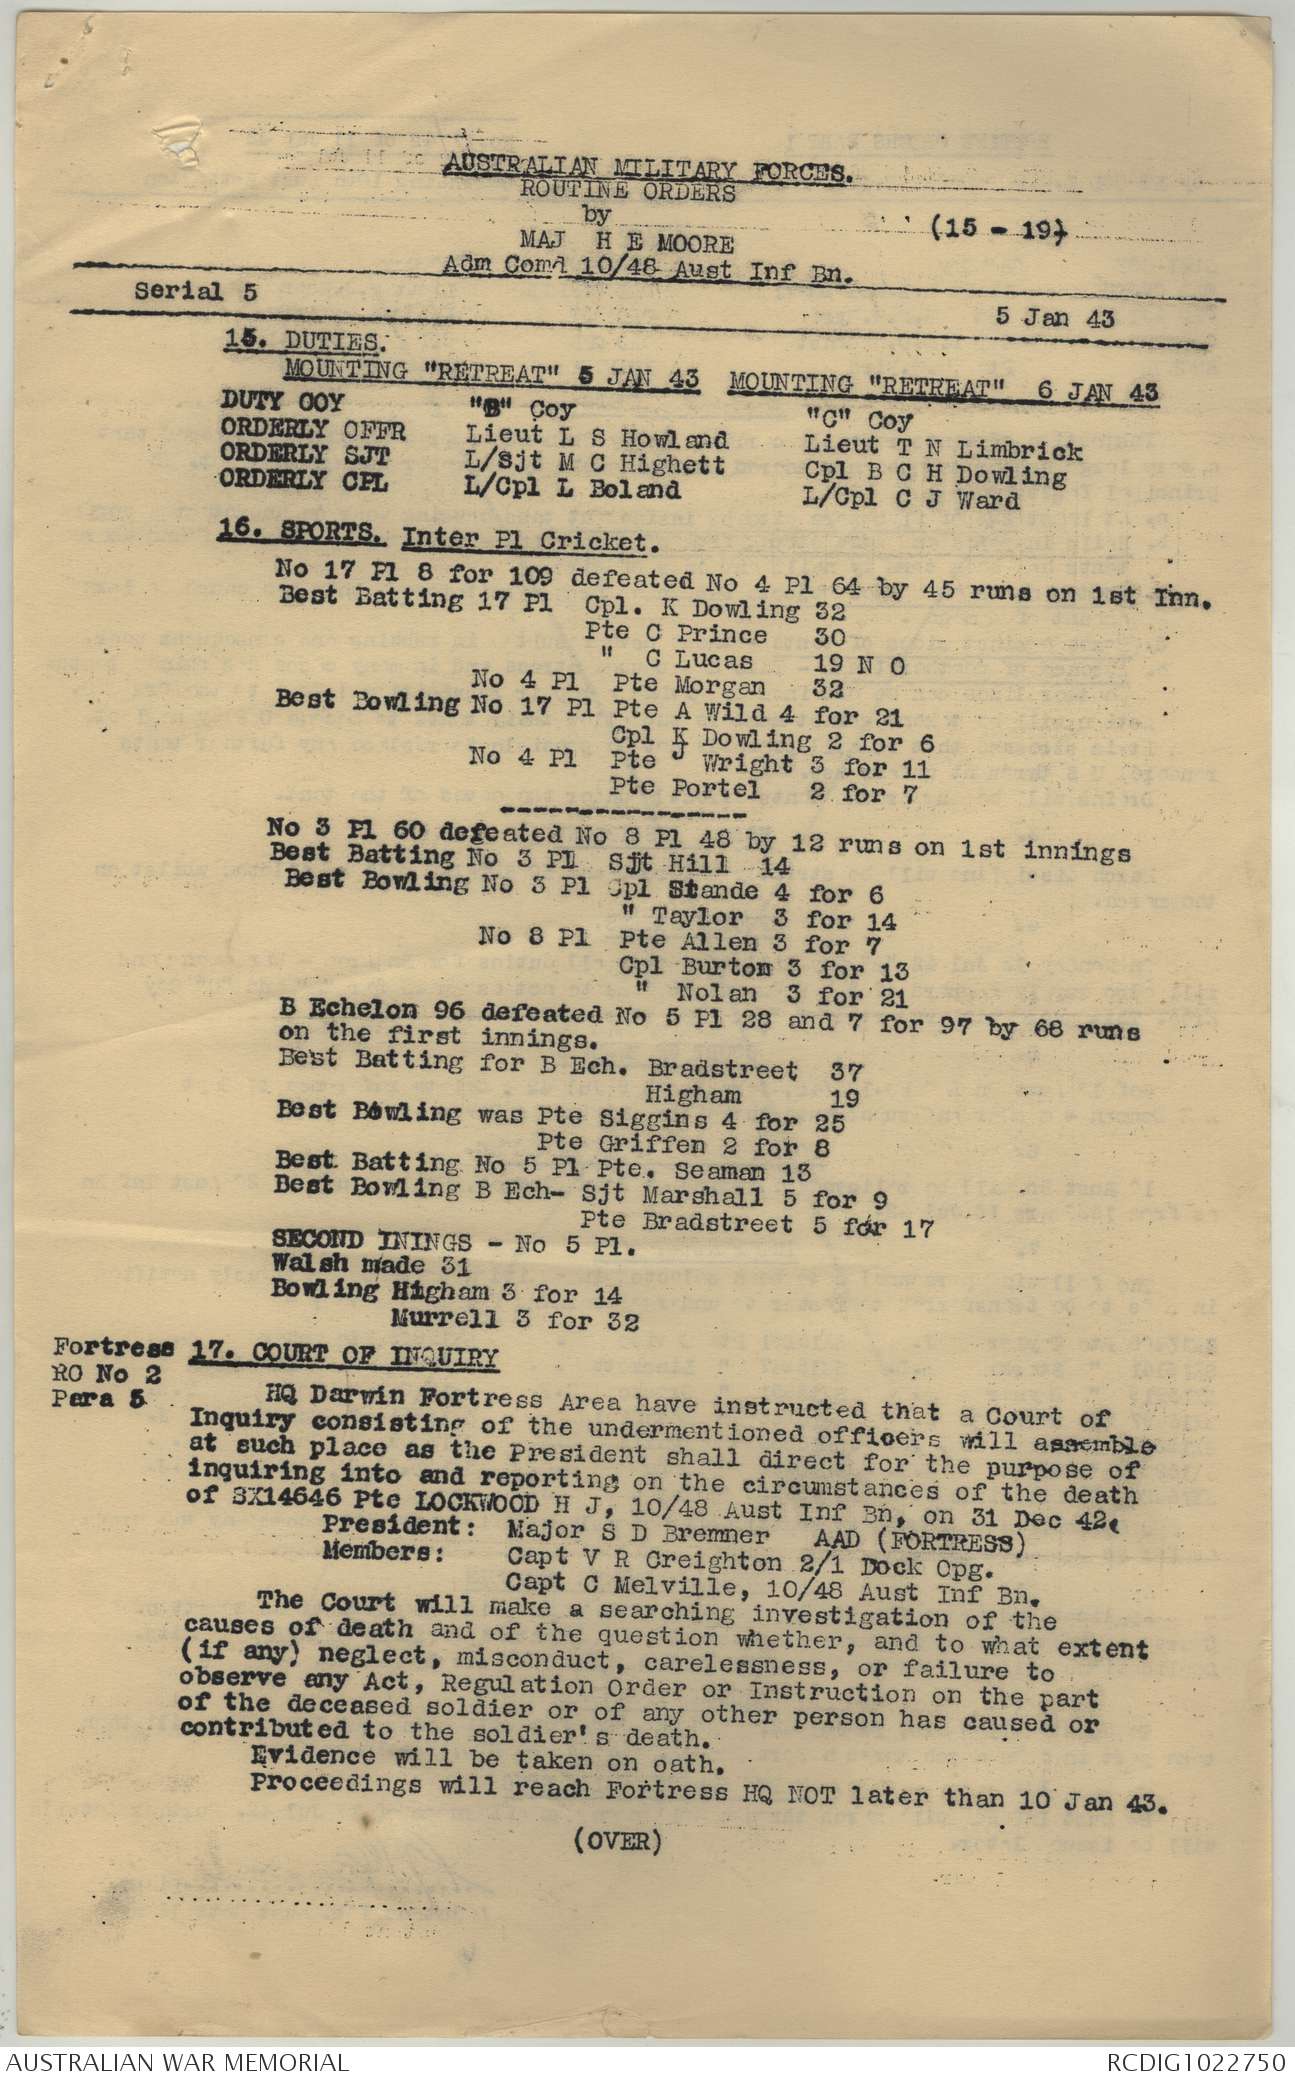 AUSTRALIAN MILITARY FORCES.
ROUTINE ORDERS
by
(15 - 19)
MAJ H E MOORE
Adm Comd 10/48 Aust Inf Bn.
Serial 5
5 Jan 43
15. DUTIES.
MOUNTING "RETREAT" 5 JAN 43 MOUNTING "RETREAT" 6 JAN 43
DUTY COY "B" Coy "C" Coy
ORDERLY OFFR Lieut L S Howland Lieut T N Limbrick
ORDERLY SJT L/Sjt M C Highett Cpl B C H Dowling
ORDERLY CPL L/Cpl L Boland L/Cpl C J Ward
16. SPORTS. Inter Pl Cricket.
No 17 Pl 8 for 109 defeated No 4 Pl 64 by 45 runs on 1st Inn.
Best Batting 17 Pl Cpl. K Dowling 32
Pte C Prince 30
" C Lucas 19 N O
No 4 Pl Pte Morgan 32
Best Bowling No 17 Pl Pte A Wild 4 for 21
Cpl K Dowling 2 for 6
No 4 Pl Pte J Wright 3 for 11
Pte Portel 2 for 7
----------------
No 3 Pl 60 defeated No 8 Pl 48 by 12 runs on 1st innings
Best Batting No 3 Pl Sjt Hill 14
Best Bowling No 3 Pl Cpl Stande 4 for 6
" Taylor 3 for 14
No 8 Pl Pte Allen 3 for 7
Cpl Burton 3 for 13
" Nolan 3 for 21
B Echelon 96 defeated No 5 Pl 28 and 7 for 97 by 68 runs
on the first innings.
Best Batting for B Ech. Bradstreet 37
Higham 19
Best Bowling was Pte Siggins 4 for 25
Pte Griffen 2 for 8
Best Batting No 5 Pl Pte. Seaman 13
Best Bowling B Ech- Sjt Marshall 5 for 9
Pte Bradstreet 5 for 17
SECOND ININGS - No 5 Pl.
Walsh made 31
Bowling Higham 3 for 14
Murrell 3 for 32
Fortress 17. COURT OF INQUIRY
RO No 2
Para 5
HQ Darwin Fortress Area have instructed that a Court of
Inquiry consisting of the undermentioned officers will assemble
at such place as the President shall direct for the purpose of
inquiring into and reporting on the circumstances of the death
of SX14646 Pte LOCKWOOD H J, 10/48 Aust Inf Bn, on 31 Dec 42.
President: Major S D Bremner AAD (FORTRESS)
Members: Capt V R Creighton 2/1 Dock Opg.
Capt C Melville, 10/48 Aust Inf Bn.
The Court will make a searching investigation of the
causes of death and of the question whether, and to what extent
(if any) neglect, misconduct, carelessness, or failure to
observe any Act, Regulation Order or Instruction on the part
of the deceased soldier or of any other person has caused or
contributed to the soldier's death.
Evidence will be taken on oath.
Proceedings will reach Fortress HQ NOT later than 10 Jan 43.
(OVER)
AUSTRALIAN WAR MEMORIAL
RCDIG1022750